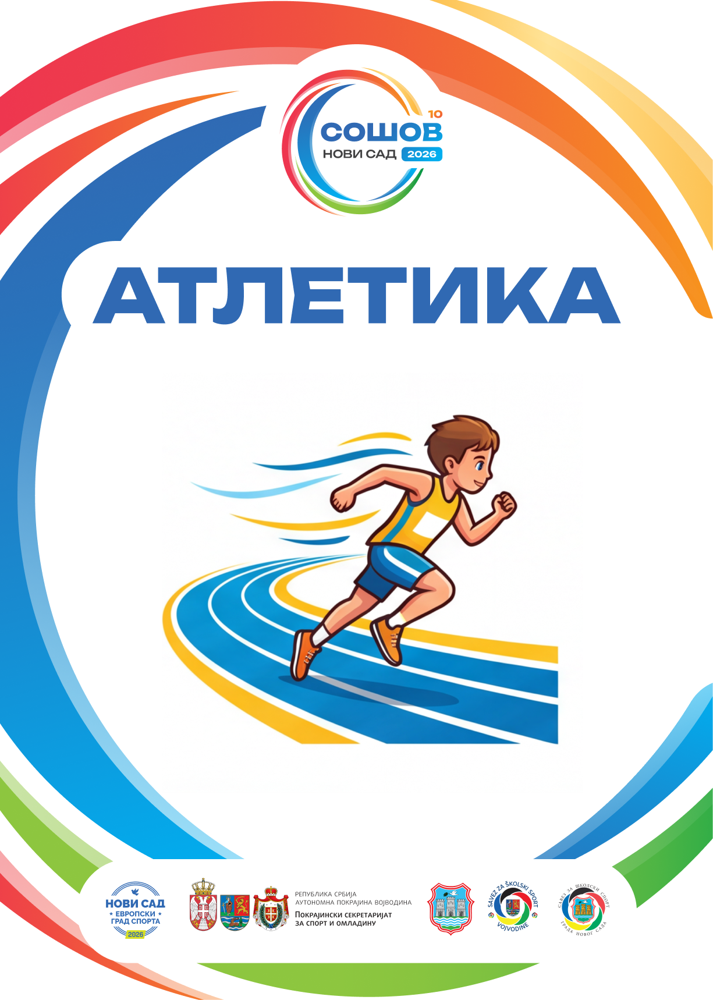 10
СОШОВ
НОВИ САД 2026
АТЛЕТИКА
НОВИ САД
ЕВРОПСКИ
ГРАД СПОРТА
2026
РЕПУБЛИКА СРБИЈА
АУТОНОМНА ПОКРАЈИНА ВОЈВОДИНА
ПОКРАЈИНСКИ СЕКРЕТАРИЈАТ
ЗА СПОРТ И ОМЛАДИНУ
SAVEZ ZA ŠKOLSKI SPORT
VOJVODINE
САВЕЗ ЗА ШКОЛСКИ СПОРТ
ГРАДА НОВОГ САДА